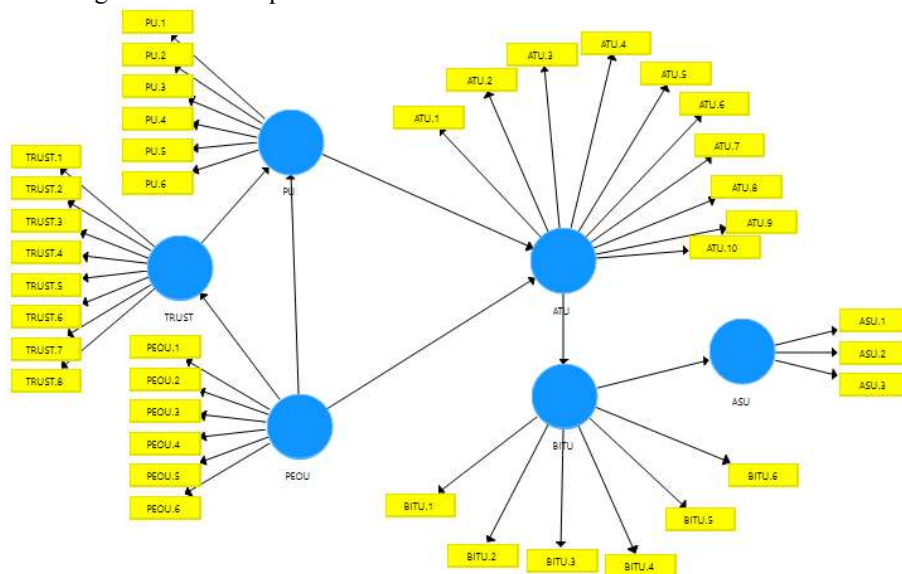 PU.1
PU.2
PU.3
PU.4
PU.5
PU.6
PU
TRUST.1
TRUST.2
TRUST.3
TRUST.4
TRUST.5
TRUST.6
TRUST.7
TRUST.8
TRUST
PEOU.1
PEOU.2
PEOU.3
PEOU.4
PEOU.5
PEOU.6
PEOU
ATU.1
ATU.2
ATU.3
ATU.4
ATU.5
ATU.6
ATU.7
ATU.8
ATU.9
ATU.10
ATU
ASU.1
ASU.2
ASU.3
ASU
BITU
BITU.1
BITU.2
BITU.3
BITU.4
BITU.5
BITU.6